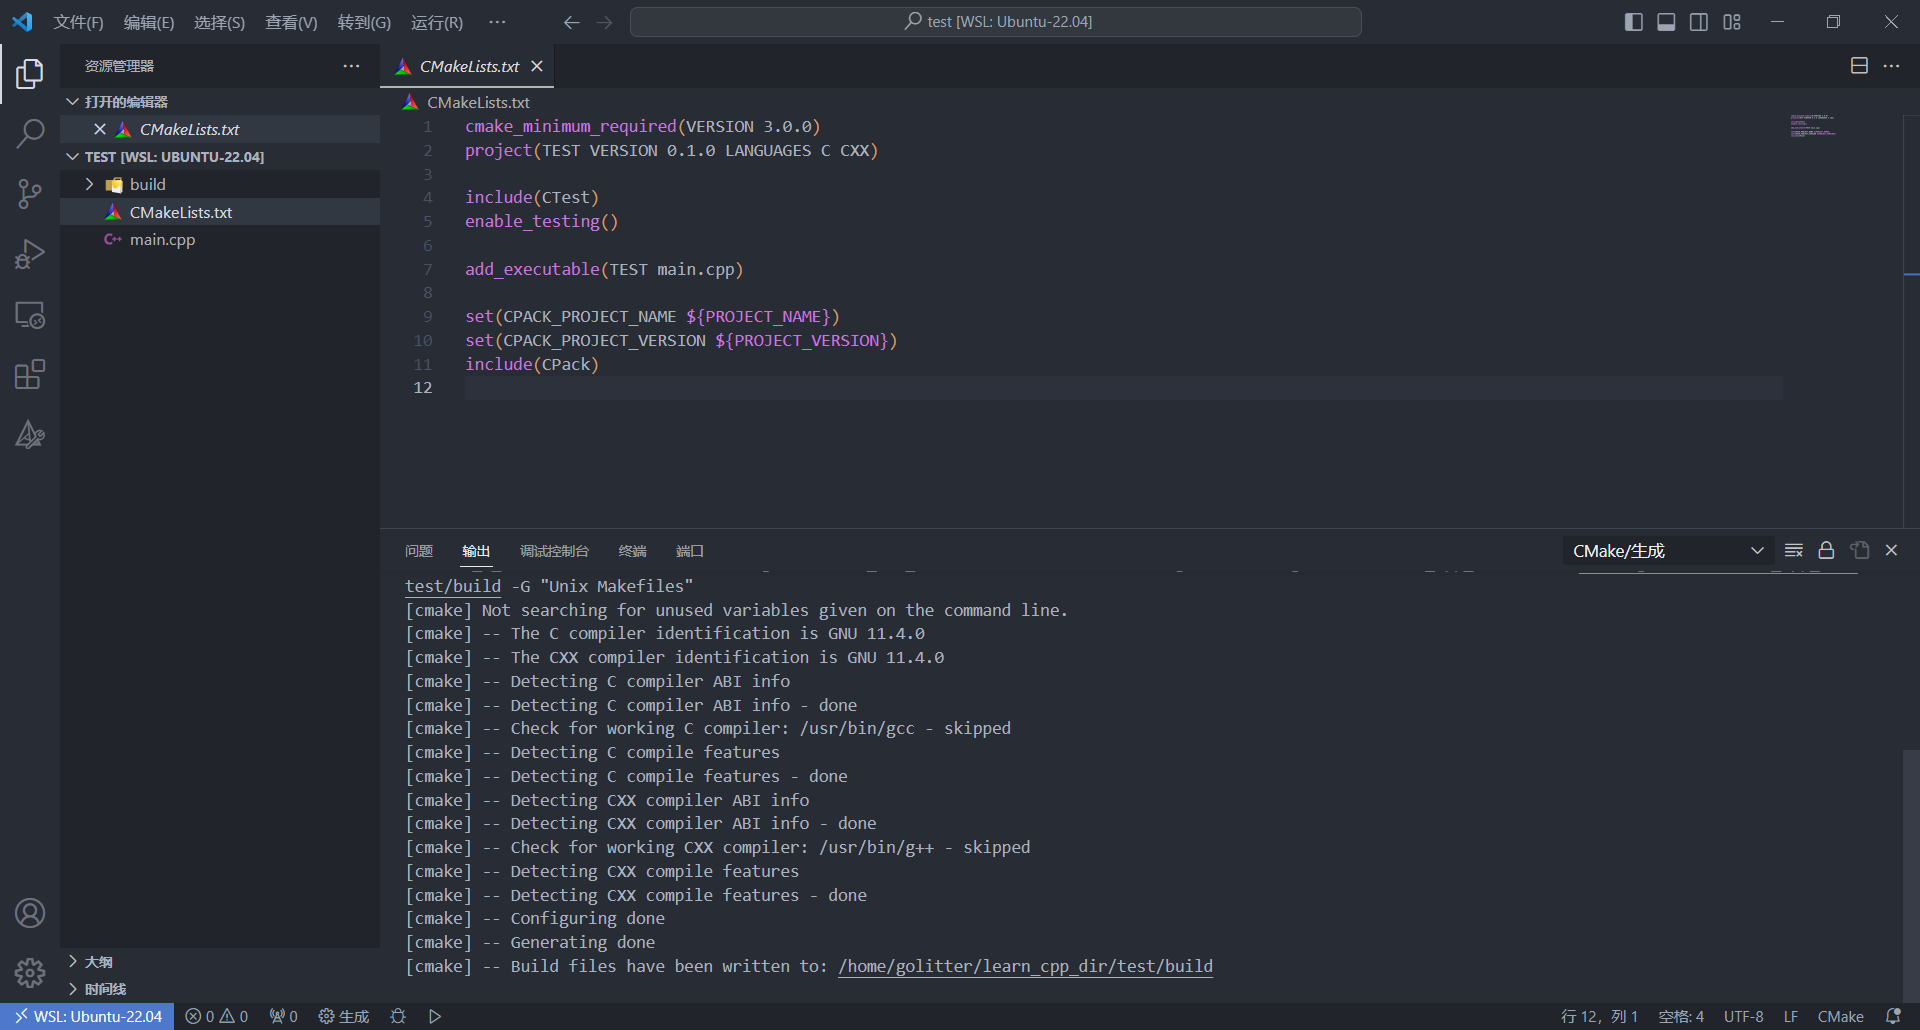 文件(F) 编辑(E) 选择(S) 查看(V) 转到(G) 运行(R) ··· test [WSL: Ubuntu-22.04]
资源管理器
打开的编辑器
CMakeLists.txt
TEST [WSL: UBUNTU-22.04]
build
CMakeLists.txt
C++ main.cpp
大纲
时间线
CMakeLists.txt
CMakeLists.txt
1 cmake_minimum_required(VERSION 3.0.0)
2 project(TEST VERSION 0.1.0 LANGUAGES C CXX)
3
4 include(CTest)
5 enable_testing()
6
7 add_executable(TEST main.cpp)
8
9 set(CPACK_PROJECT_NAME ${PROJECT_NAME})
10 set(CPACK_PROJECT_VERSION ${PROJECT_VERSION})
11 include(CPack)
12
问题 输出 调试控制台 终端 端口 CMake/生成
test/build -G "Unix Makefiles"
[cmake] Not searching for unused variables given on the command line.
[cmake] -- The C compiler identification is GNU 11.4.0
[cmake] -- The CXX compiler identification is GNU 11.4.0
[cmake] -- Detecting C compiler ABI info
[cmake] -- Detecting C compiler ABI info - done
[cmake] -- Check for working C compiler: /usr/bin/gcc - skipped
[cmake] -- Detecting C compile features
[cmake] -- Detecting C compile features - done
[cmake] -- Detecting CXX compiler ABI info
[cmake] -- Detecting CXX compiler ABI info - done
[cmake] -- Check for working CXX compiler: /usr/bin/g++ - skipped
[cmake] -- Detecting CXX compile features
[cmake] -- Detecting CXX compile features - done
[cmake] -- Configuring done
[cmake] -- Generating done
[cmake] -- Build files have been written to: /home/golitter/learn_cpp_dir/test/build
WSL: Ubuntu-22.04 0 0 0 生成 行 12，列 1 空格: 4 UTF-8 LF CMake